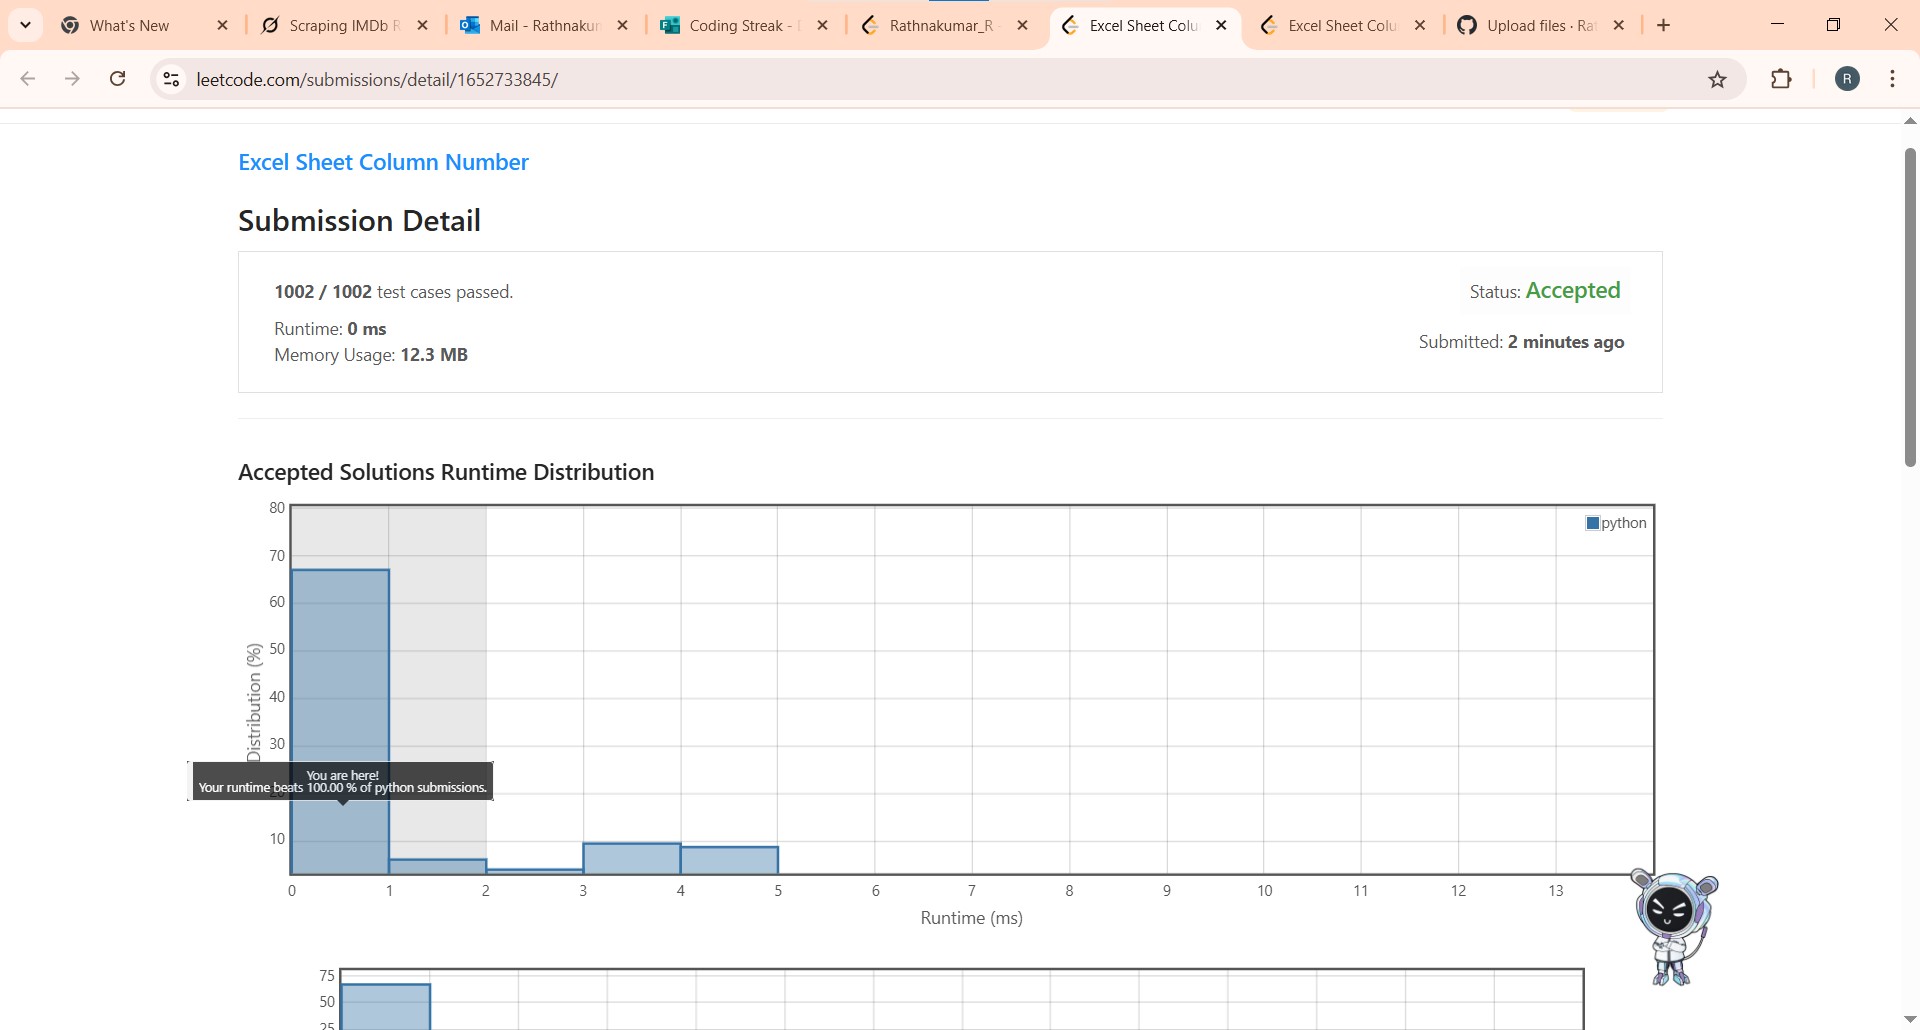 What's New
Scraping IMDb R
Mail - Rathnakum
Coding Streak -
Rathnakumar_R -
Excel Sheet Colu
Excel Sheet Colu
Upload files · Rat
leetcode.com/submissions/detail/1652733845/
R
Excel Sheet Column Number
Submission Detail
1002 / 1002 test cases passed.
Status: Accepted
Runtime: 0 ms
Submitted: 2 minutes ago
Memory Usage: 12.3 MB
Accepted Solutions Runtime Distribution
80
python
70
60
50
40
30
Distribution (%)
You are here!
Your runtime beats 100.00 % of python submissions.
10
0 1 2 3 4 5 6 7 8 9 10 11 12 13
Runtime (ms)
75
50
25